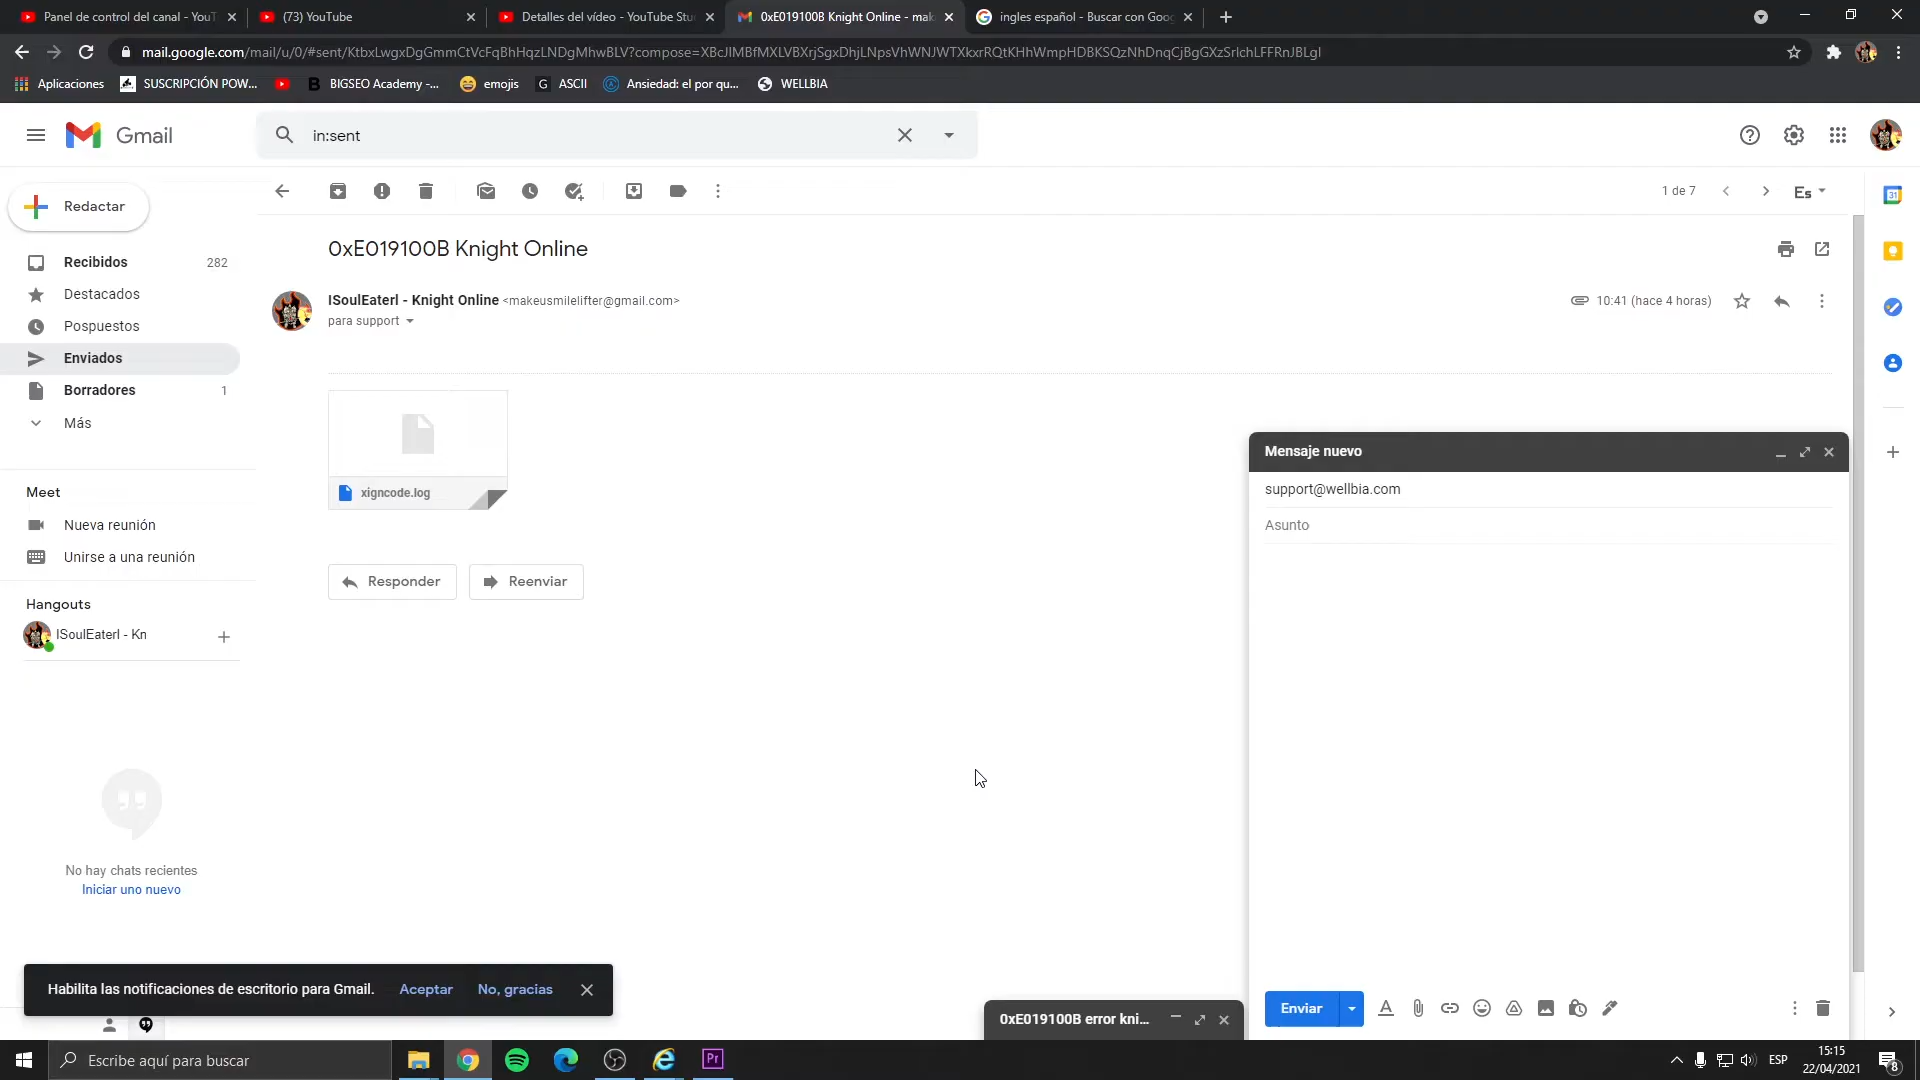 Panel de control del canal - YouT
(73) YouTube
Detalles del vídeo - YouTube Stu
0xE019100B Knight Online - mak
ingles español - Buscar con Goog
mail.google.com/mail/u/0/#sent/
Aplicaciones
SUSCRIPCIÓN POW...
BIGSEO Academy -...
emojis
G
ASCII
Ansiedad: el por qu...
WELLBIA
Gmail
in:sent
Redactar
1 de 7
Es
Recibidos
282
Destacados
Pospuestos
Enviados
Borradores
1
Más
0xE019100B Knight Online
ISoulEaterI - Knight Online <makeusmilelifter@gmail.com>
10:41 (hace 4 horas)
para support
xigncode.log
Responder
Reenviar
Meet
Nueva reunión
Unirse a una reunión
Hangouts
ISoulEaterI - Kn
No hay chats recientes
Iniciar uno nuevo
Mensaje nuevo
support@wellbia.com
Asunto
Enviar
Habilita las notificaciones de escritorio para Gmail.
Aceptar
No, gracias
0xE019100B error kni...
31
Escribe aquí para buscar
Pr
ESP
15:15
22/04/2021
8